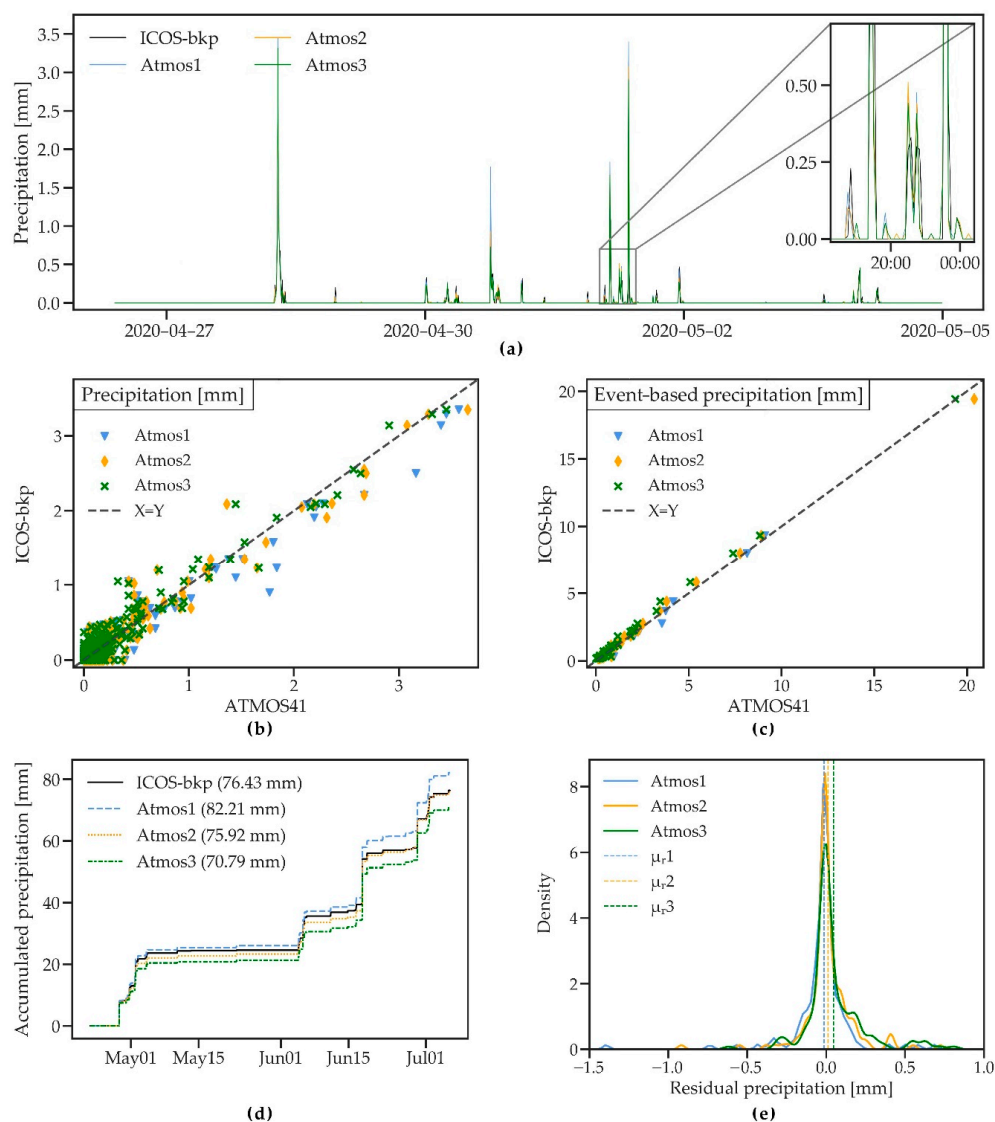 Precipitation [mm]
3.5
3.0
2.5
2.0
1.5
1.0
0.5
0.0
ICOS-bkp
Atmos1
Atmos2
Atmos3
0.50
0.25
0.00
20:00
00:00
2020-04-27
2020-04-30
2020-05-02
2020-05-05
(a)
Precipitation [mm]
Atmos1
Atmos2
Atmos3
X=Y
ICOS-bkp
3
2
1
0
0
1
2
3
ATMOS41
(b)
Event-based precipitation [mm]
Atmos1
Atmos2
Atmos3
X=Y
ICOS-bkp
20
15
10
5
0
0
5
10
15
20
ATMOS41
(c)
Accumulated precipitation [mm]
80
60
40
20
0
ICOS-bkp (76.43 mm)
Atmos1 (82.21 mm)
Atmos2 (75.92 mm)
Atmos3 (70.79 mm)
May01
May15
Jun01
Jun15
Jul01
(d)
Density
8
6
4
2
0
Atmos1
Atmos2
Atmos3
μr1
μr2
μr3
−1.5
−1.0
−0.5
0.0
0.5
1.0
Residual precipitation [mm]
(e)